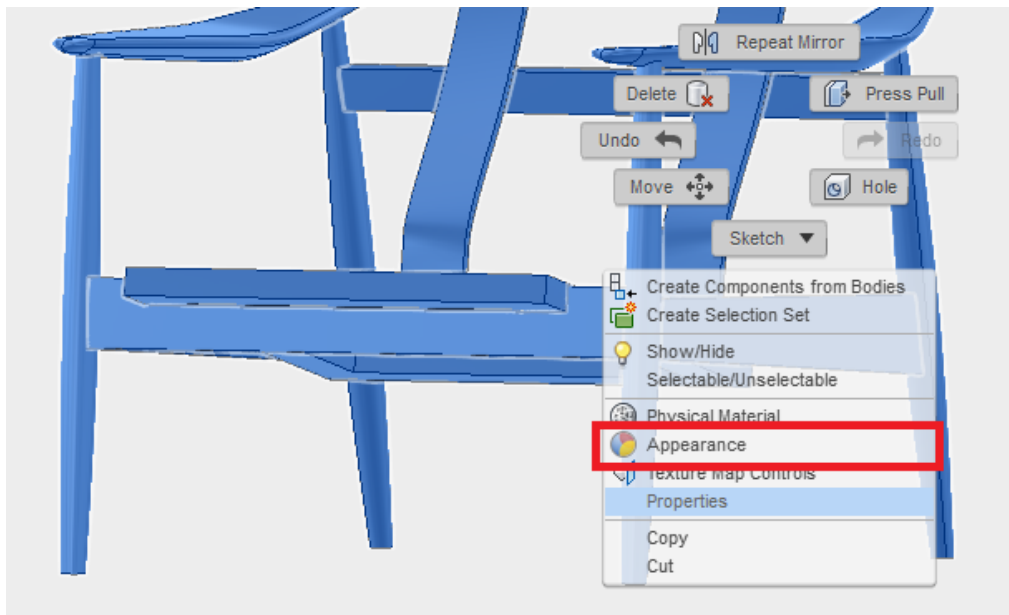 Repeat Mirror
Delete
Press Pull
Undo
Redo
Move
Hole
Sketch
Create Components from Bodies
Create Selection Set
Show/Hide
Selectable/Unselectable
Physical Material
Appearance
Texture Map Controls
Properties
Copy
Cut